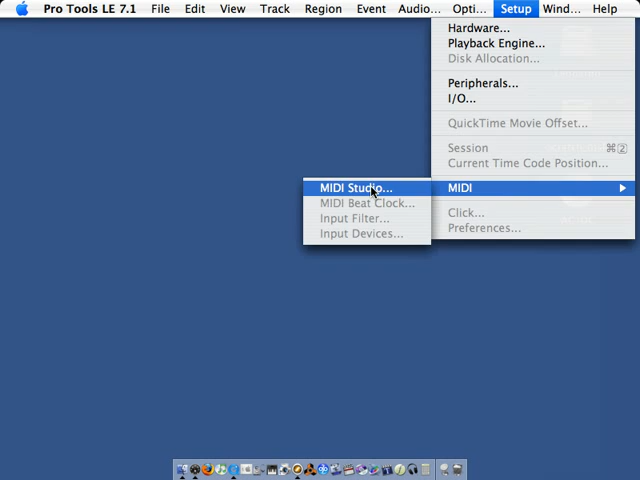 Pro Tools LE 7.1 File Edit View Track Region Event Audio... Opti... Setup Wind... Help
Hardware...
Playback Engine...
Disk Allocation...
Peripherals...
I/O...
QuickTime Movie Offset...
Session ⌘2
Current Time Code Position...
MIDI
MIDI Studio...
MIDI Beat Clock...
Input Filter...
Input Devices...
Click...
Preferences...